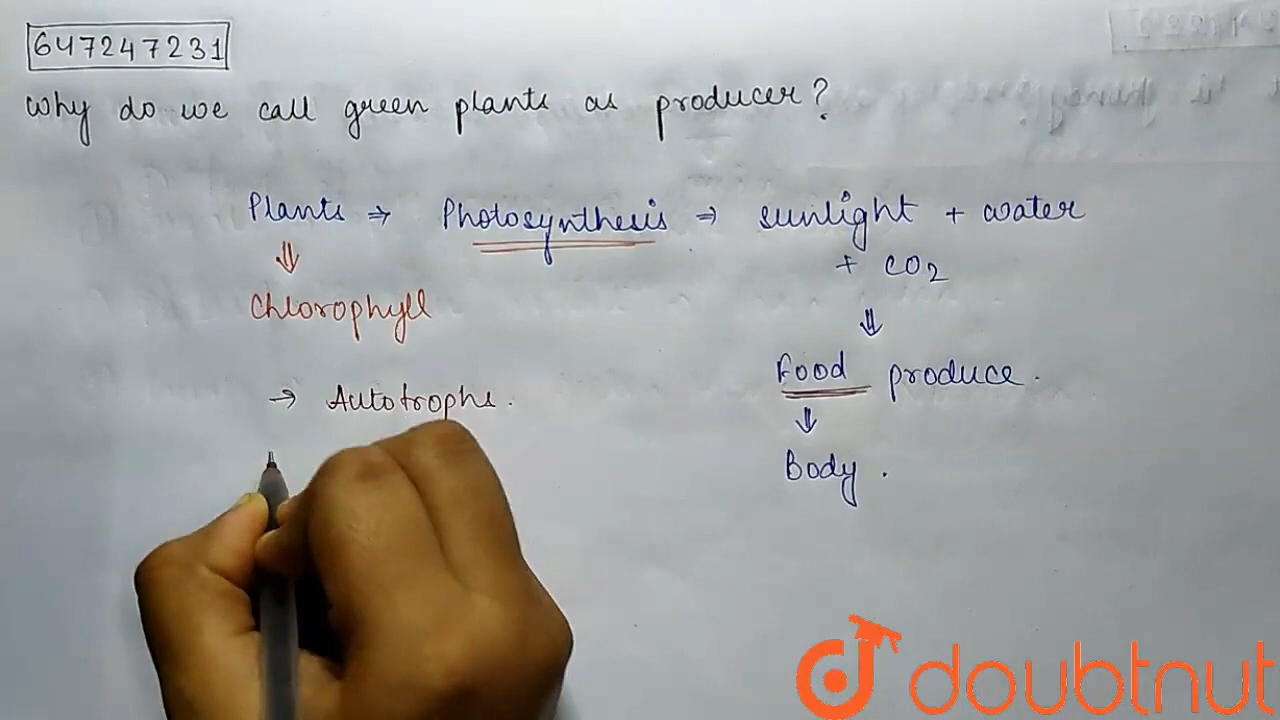 647247231
Why do we call green plants as producer?
Plants ⇒ Photosynthesis ⇒ sunlight + water
+ CO2
⇓
⇓
Chlorophyll
Food produce.
→ Autotrophs.
⇓
Body.
doubtnut